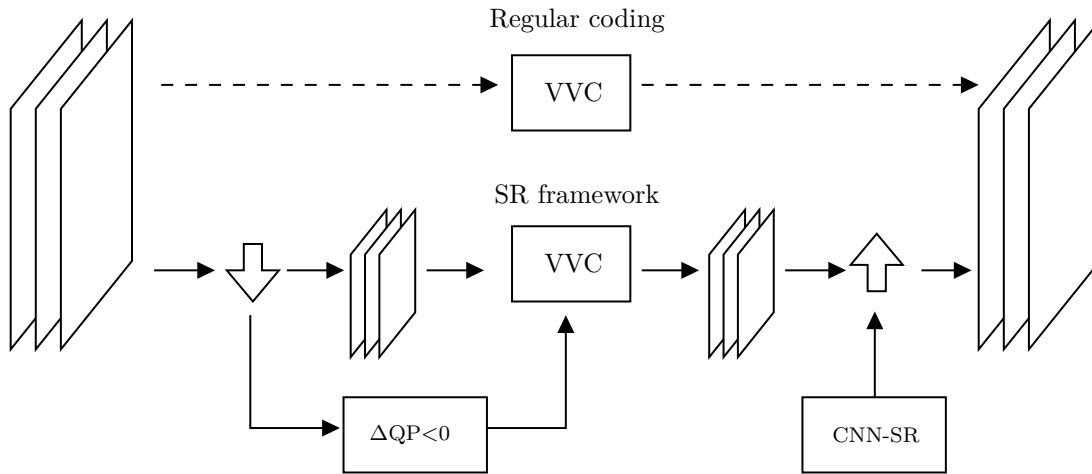 Regular coding
VVC
SR framework
VVC
ΔQP<0
CNN-SR